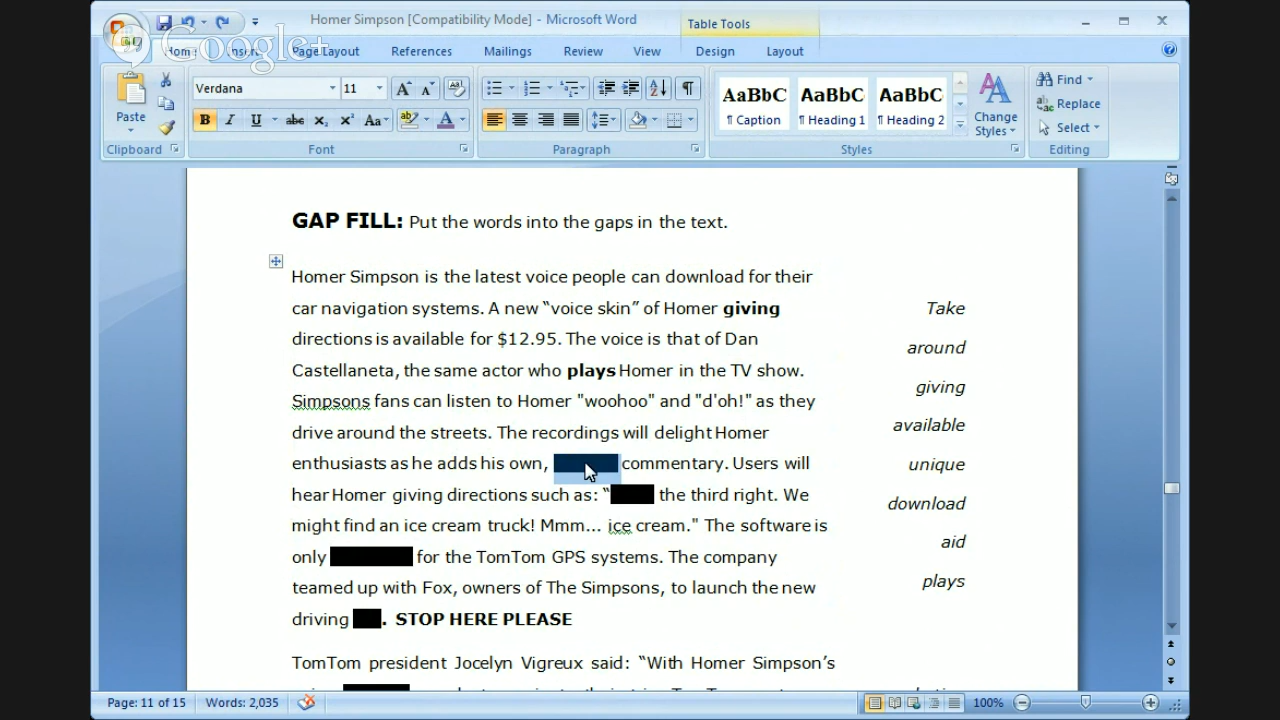 Homer Simpson [Compatibility Mode] - Microsoft Word
Table Tools
Google+
Home Insert Page Layout References Mailings Review View Design Layout
Verdana 11
AaBbC AaBbC AaBbC
Paste
¶ Caption ¶ Heading 1 ¶ Heading 2
Change Styles
Find
Replace
Select
Clipboard Font Paragraph Styles Editing
GAP FILL: Put the words into the gaps in the text.
Homer Simpson is the latest voice people can download for their
car navigation systems. A new “voice skin” of Homer giving
directions is available for $12.95. The voice is that of Dan
Castellaneta, the same actor who plays Homer in the TV show.
Simpsons fans can listen to Homer "woohoo" and "d'oh!" as they
drive around the streets. The recordings will delight Homer
enthusiasts as he adds his own, commentary. Users will
hear Homer giving directions such as: “ the third right. We
might find an ice cream truck! Mmm... ice cream." The software is
only for the TomTom GPS systems. The company
teamed up with Fox, owners of The Simpsons, to launch the new
driving . STOP HERE PLEASE
TomTom president Jocelyn Vigreux said: “With Homer Simpson’s
Take
around
giving
available
unique
download
aid
plays
Page: 11 of 15 Words: 2,035 100%